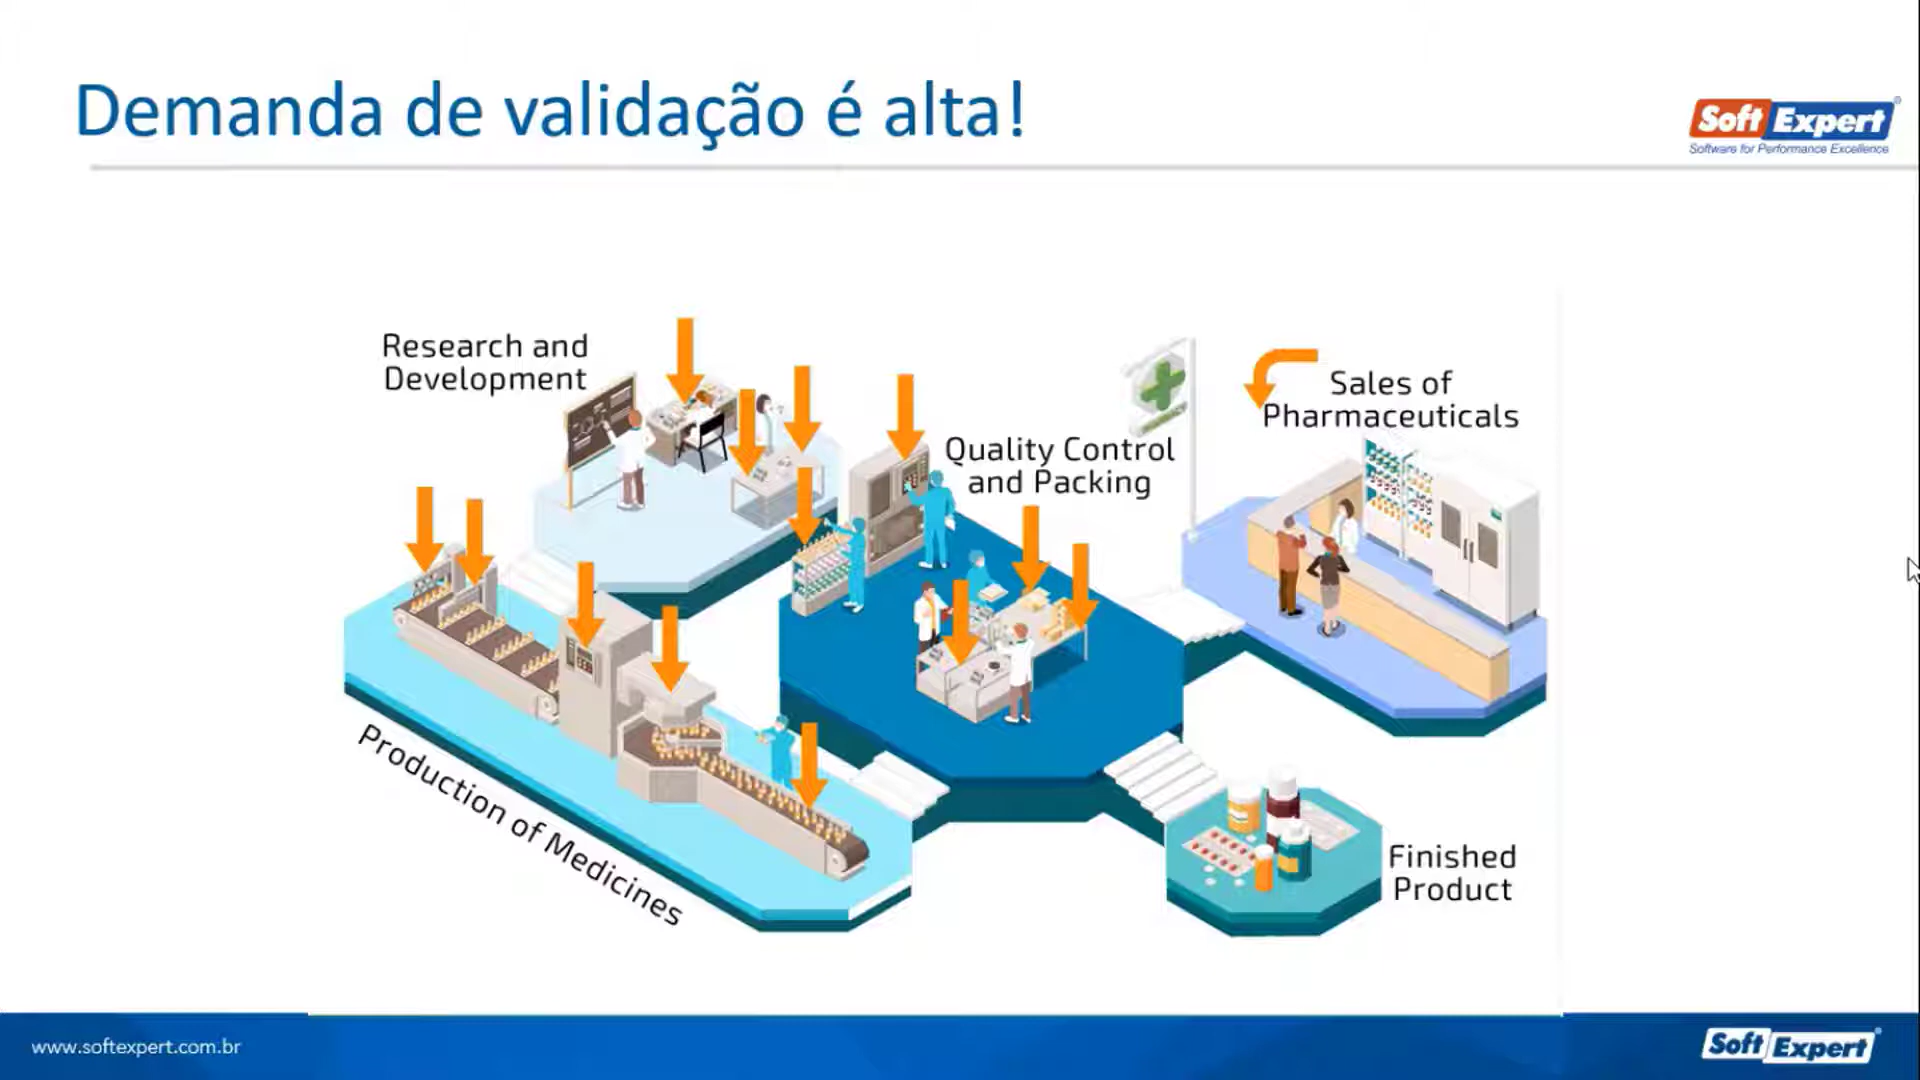 Demanda de validação é alta!
Soft Expert
Software for Performance Excellence
Research and
Development
Quality Control
and Packing
Sales of
Pharmaceuticals
Production of Medicines
Finished
Product
www.softexpert.com.br
Soft Expert